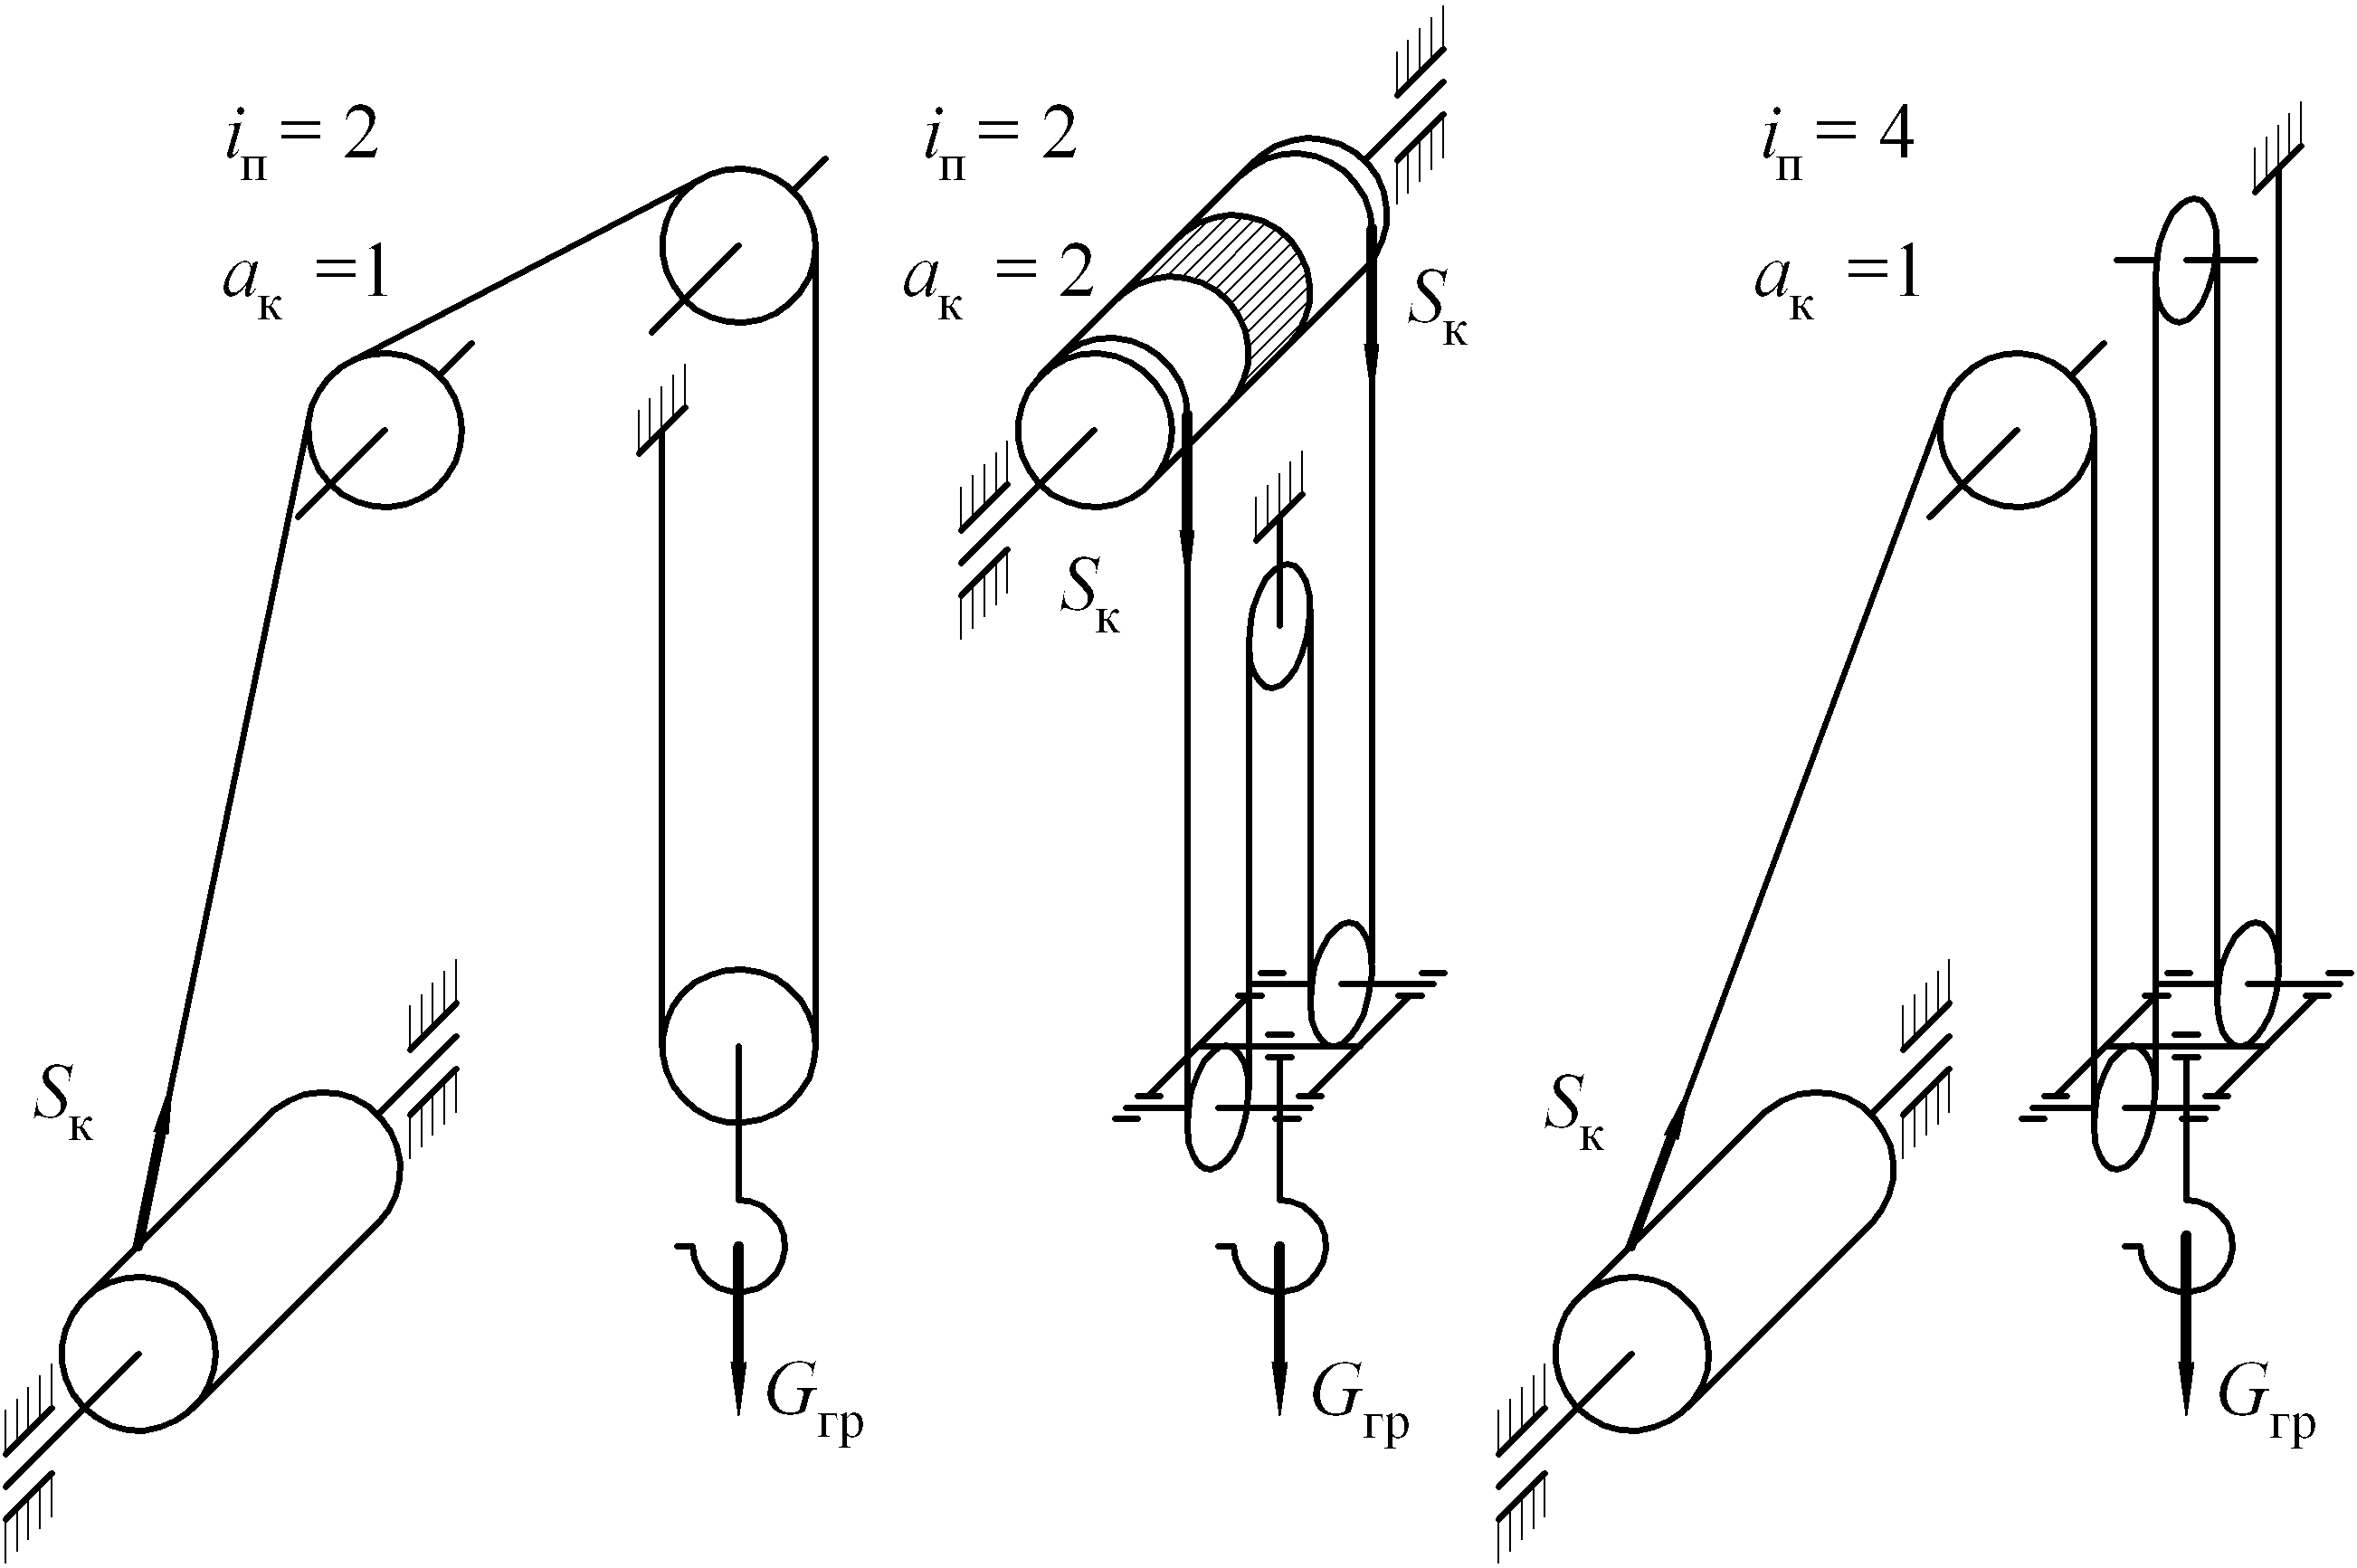 iп = 2
aк = 1
Sк
Gгр
iп = 2
aк = 2
Sк
Sк
Gгр
iп = 4
aк = 1
Sк
Gгр